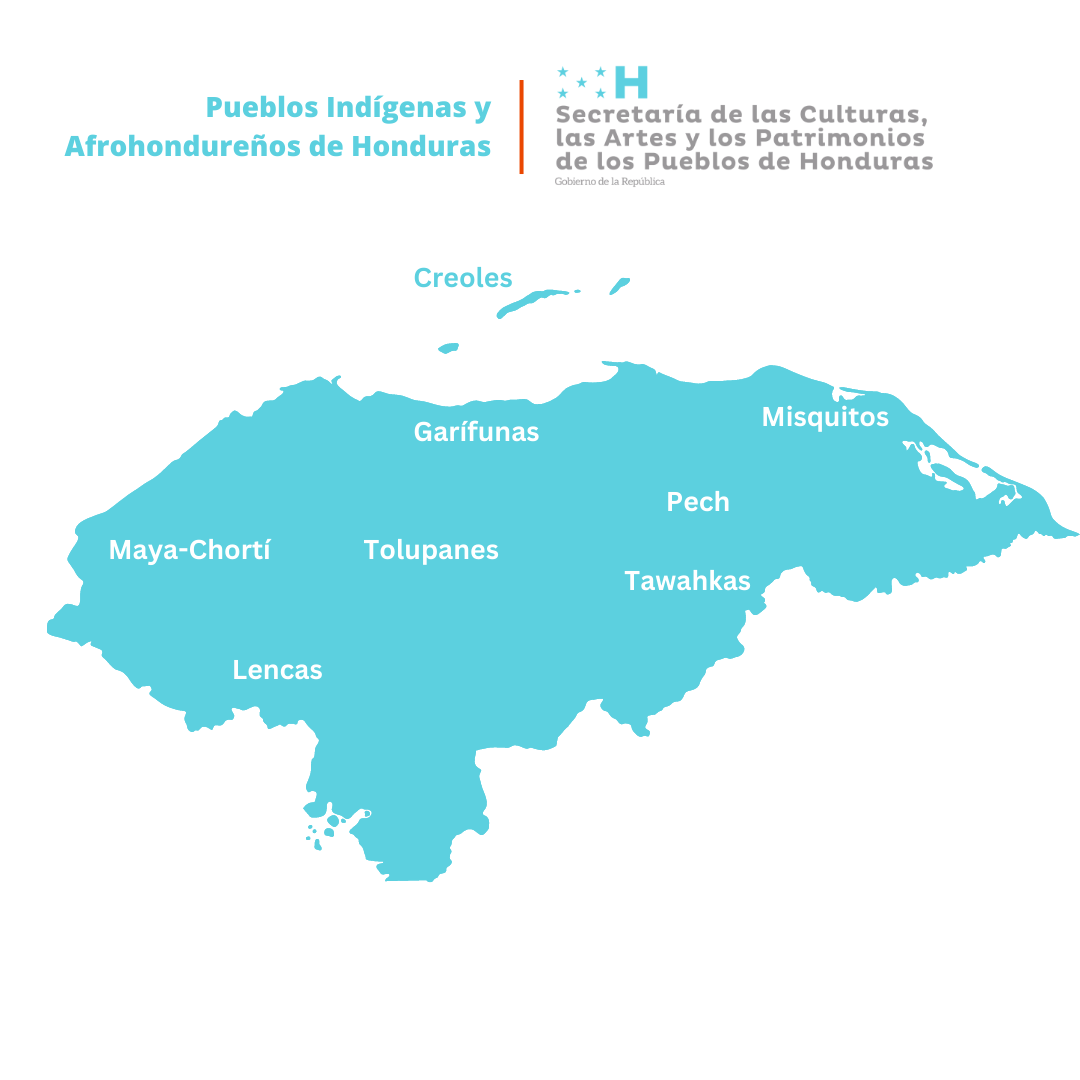 Pueblos Indígenas y
Afrohondureños de Honduras
H
Secretaría de las Culturas,
las Artes y los Patrimonios
de los Pueblos de Honduras
Gobierno de la República
Creoles
Garífunas
Misquitos
Pech
Maya-Chortí
Tolupanes
Tawahkas
Lencas